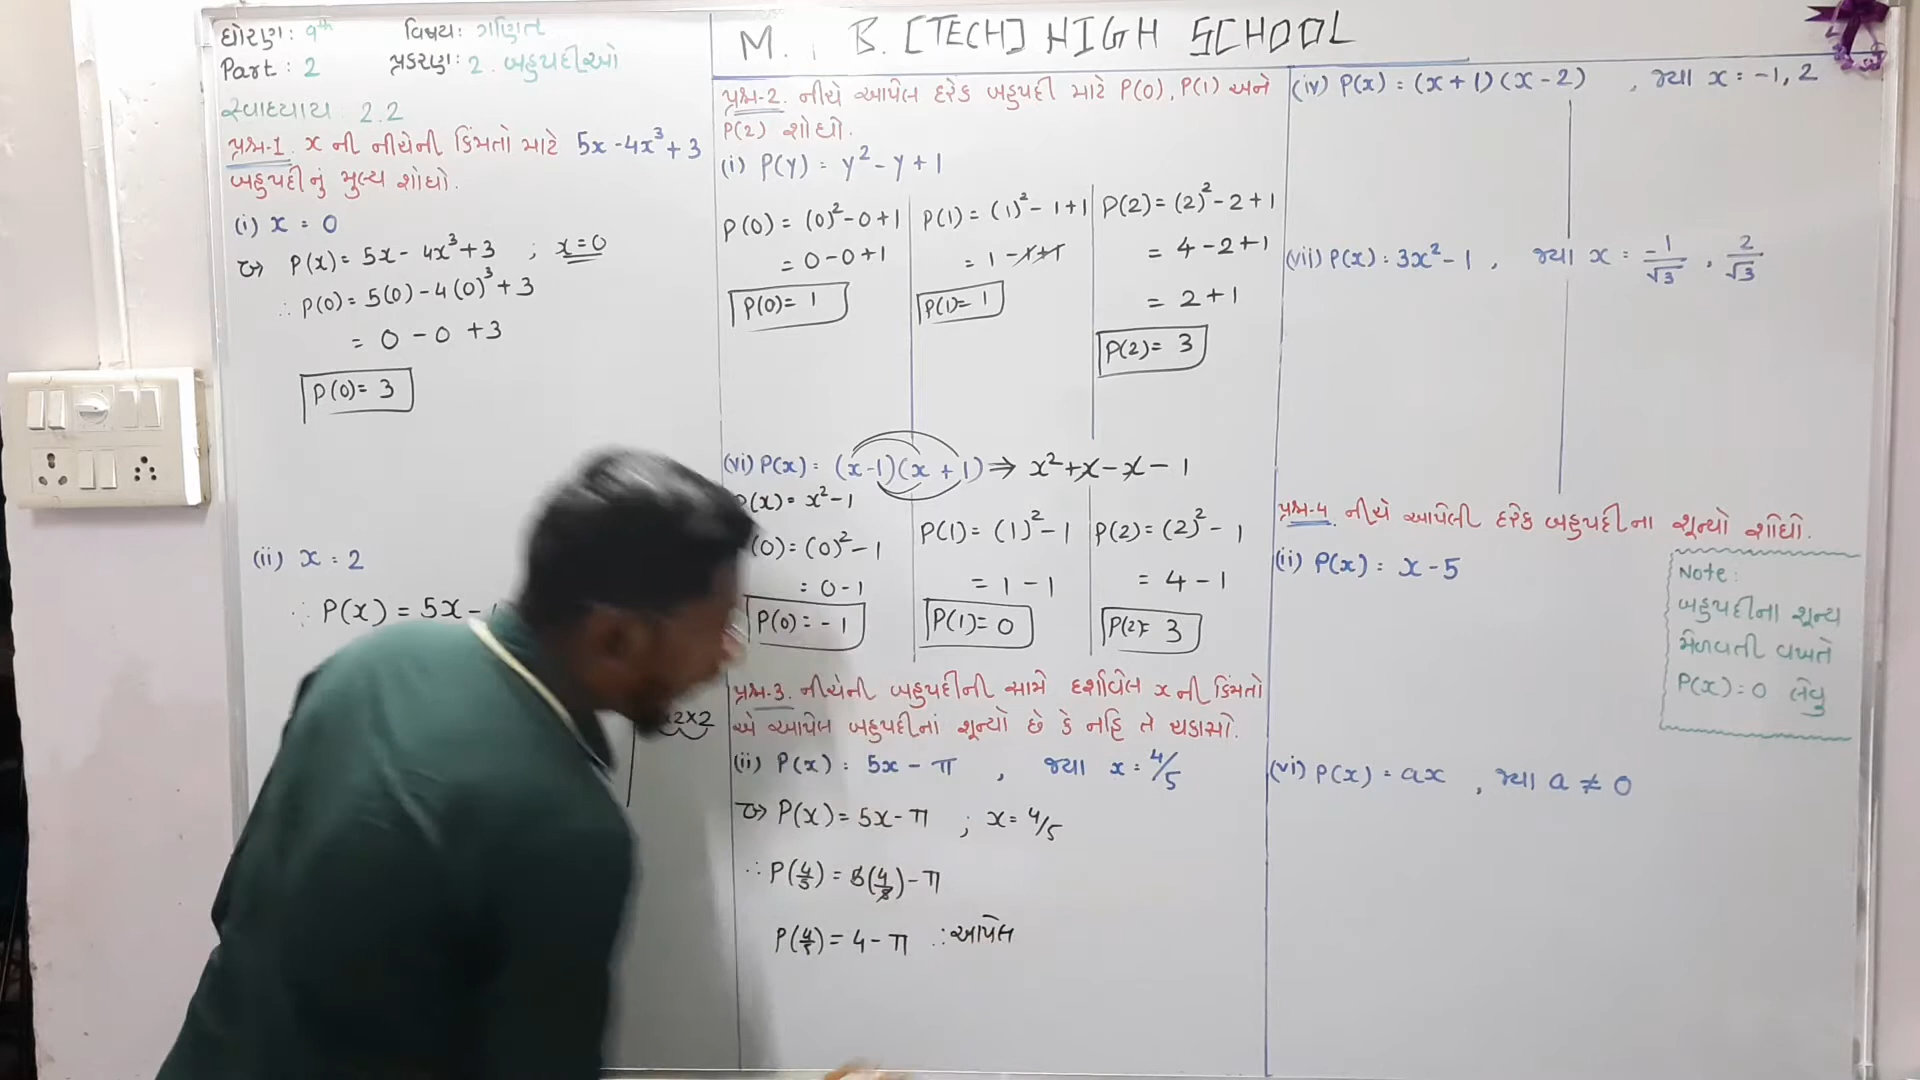 ધોરણ: 9th વિષય: ગણિત
Part: 2 પ્રકરણ: 2. બહુપદીઓ
સ્વાધ્યાય 2.2
પ્રશ્ન-1. x ની નીચેની કિંમતો માટે 5x - 4x³ + 3
બહુપદીનું મુલ્ય શોધો.
(i) x = 0
P(x) = 5x - 4x³ + 3 ; x = 0
∴ P(0) = 5(0) - 4(0)³ + 3
= 0 - 0 + 3
P(0) = 3
(ii) x = 2
∴ P(x) = 5x -
x2x2
M. B. [TECH] HIGH SCHOOL
પ્રશ્ન-2. નીચે આપેલ દરેક બહુપદી માટે P(0), P(1) અને
P(2) શોધો.
(i) P(y) = y² - y + 1
P(0) = (0)² - 0 + 1
= 0 - 0 + 1
P(0) = 1
P(1) = (1)² - 1 + 1
= 1 - 1 + 1
P(1) = 1
P(2) = (2)² - 2 + 1
= 4 - 2 + 1
= 2 + 1
P(2) = 3
(vi) P(x) = (x - 1)(x + 1) ⇒ x² + x - x - 1
P(x) = x² - 1
(0) = (0)² - 1
= 0 - 1
P(0) = - 1
P(1) = (1)² - 1
= 1 - 1
P(1) = 0
P(2) = (2)² - 1
= 4 - 1
P(2) = 3
પ્રશ્ન-3. નીચેની બહુપદીની સામે દર્શાવેલ x ની કિંમતો
એ આપેલ બહુપદીનાં શૂન્યો છે કે નહિ તે ચકાસો.
(ii) P(x) = 5x - π , જ્યા x = 4/5
P(x) = 5x - π ; x = 4/5
∴ P(4/5) = 5(4/5) - π
P(4/5) = 4 - π ∴ આપેલ
(iv) P(x) = (x + 1)(x - 2) , જ્યા x = -1, 2
(vii) P(x) = 3x² - 1 , જ્યા x = -1/√3 , 2/√3
પ્રશ્ન-4. નીચે આપેલી દરેક બહુપદીના શૂન્યો શોધો.
(ii) P(x) = x - 5
Note:
બહુપદીના શૂન્ય
મેળવતી વખતે
P(x) = 0 લેવુ
(vi) P(x) = ax , જ્યા a ≠ 0